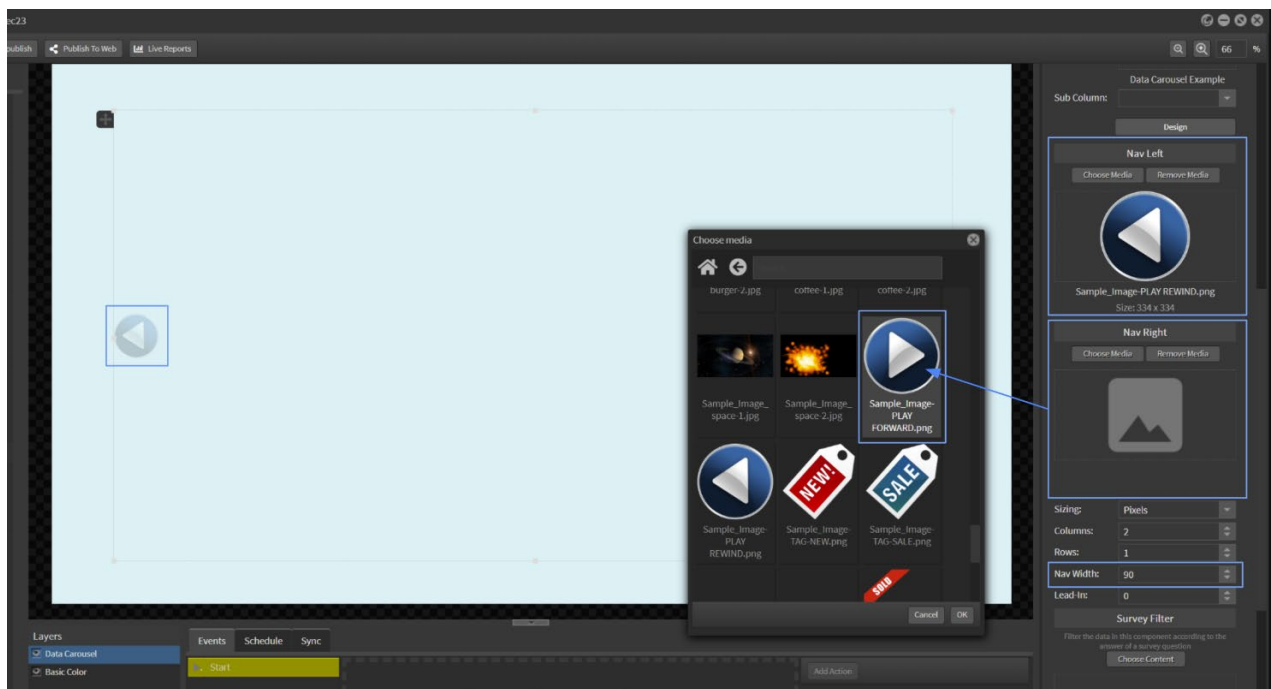 ec23
publish
Publish To Web
Live Reports
66
%
Data Carousel Example
Sub Column:
Design
Nav Left
Choose Media
Remove Media
Sample_Image-PLAY REWIND.png
Size: 334 x 334
Nav Right
Choose Media
Remove Media
Sizing:
Pixels
Columns:
2
Rows:
1
Nav Width:
90
Lead-In:
0
Survey Filter
Filter the data in this component according to the
answer of a survey question
Choose Content
Choose media
burger-2.jpg
coffee-1.jpg
coffee-2.jpg
Sample_Image_
space-1.jpg
Sample_Image_
space-2.jpg
Sample_Image-
PLAY
FORWARD.png
NEW!
SALE
Sample_Image-
PLAY
REWIND.png
Sample_Image-
TAG-NEW.png
Sample_Image-
TAG-SALE.png
SOLD
Cancel
OK
Layers
Data Carousel
Basic Color
Events
Schedule
Sync
Start
Add Action